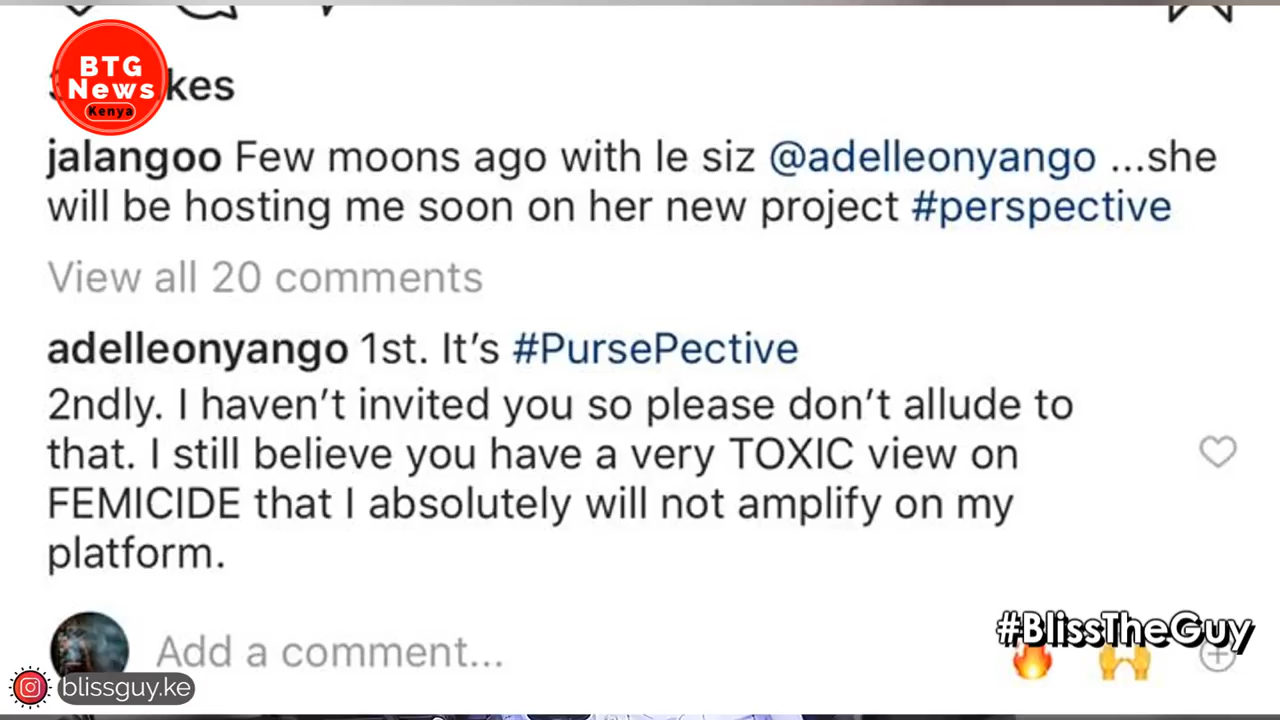 BTG
News
Kenya
kes
jalangoo Few moons ago with le siz @adelleonyango ...she
will be hosting me soon on her new project #perspective
View all 20 comments
adelleonyango 1st. It's #PursePective
2ndly. I haven't invited you so please don't allude to
that. I still believe you have a very TOXIC view on
FEMICIDE that I absolutely will not amplify on my
platform.
Add a comment...
#BlissTheGuy
blissguy.ke